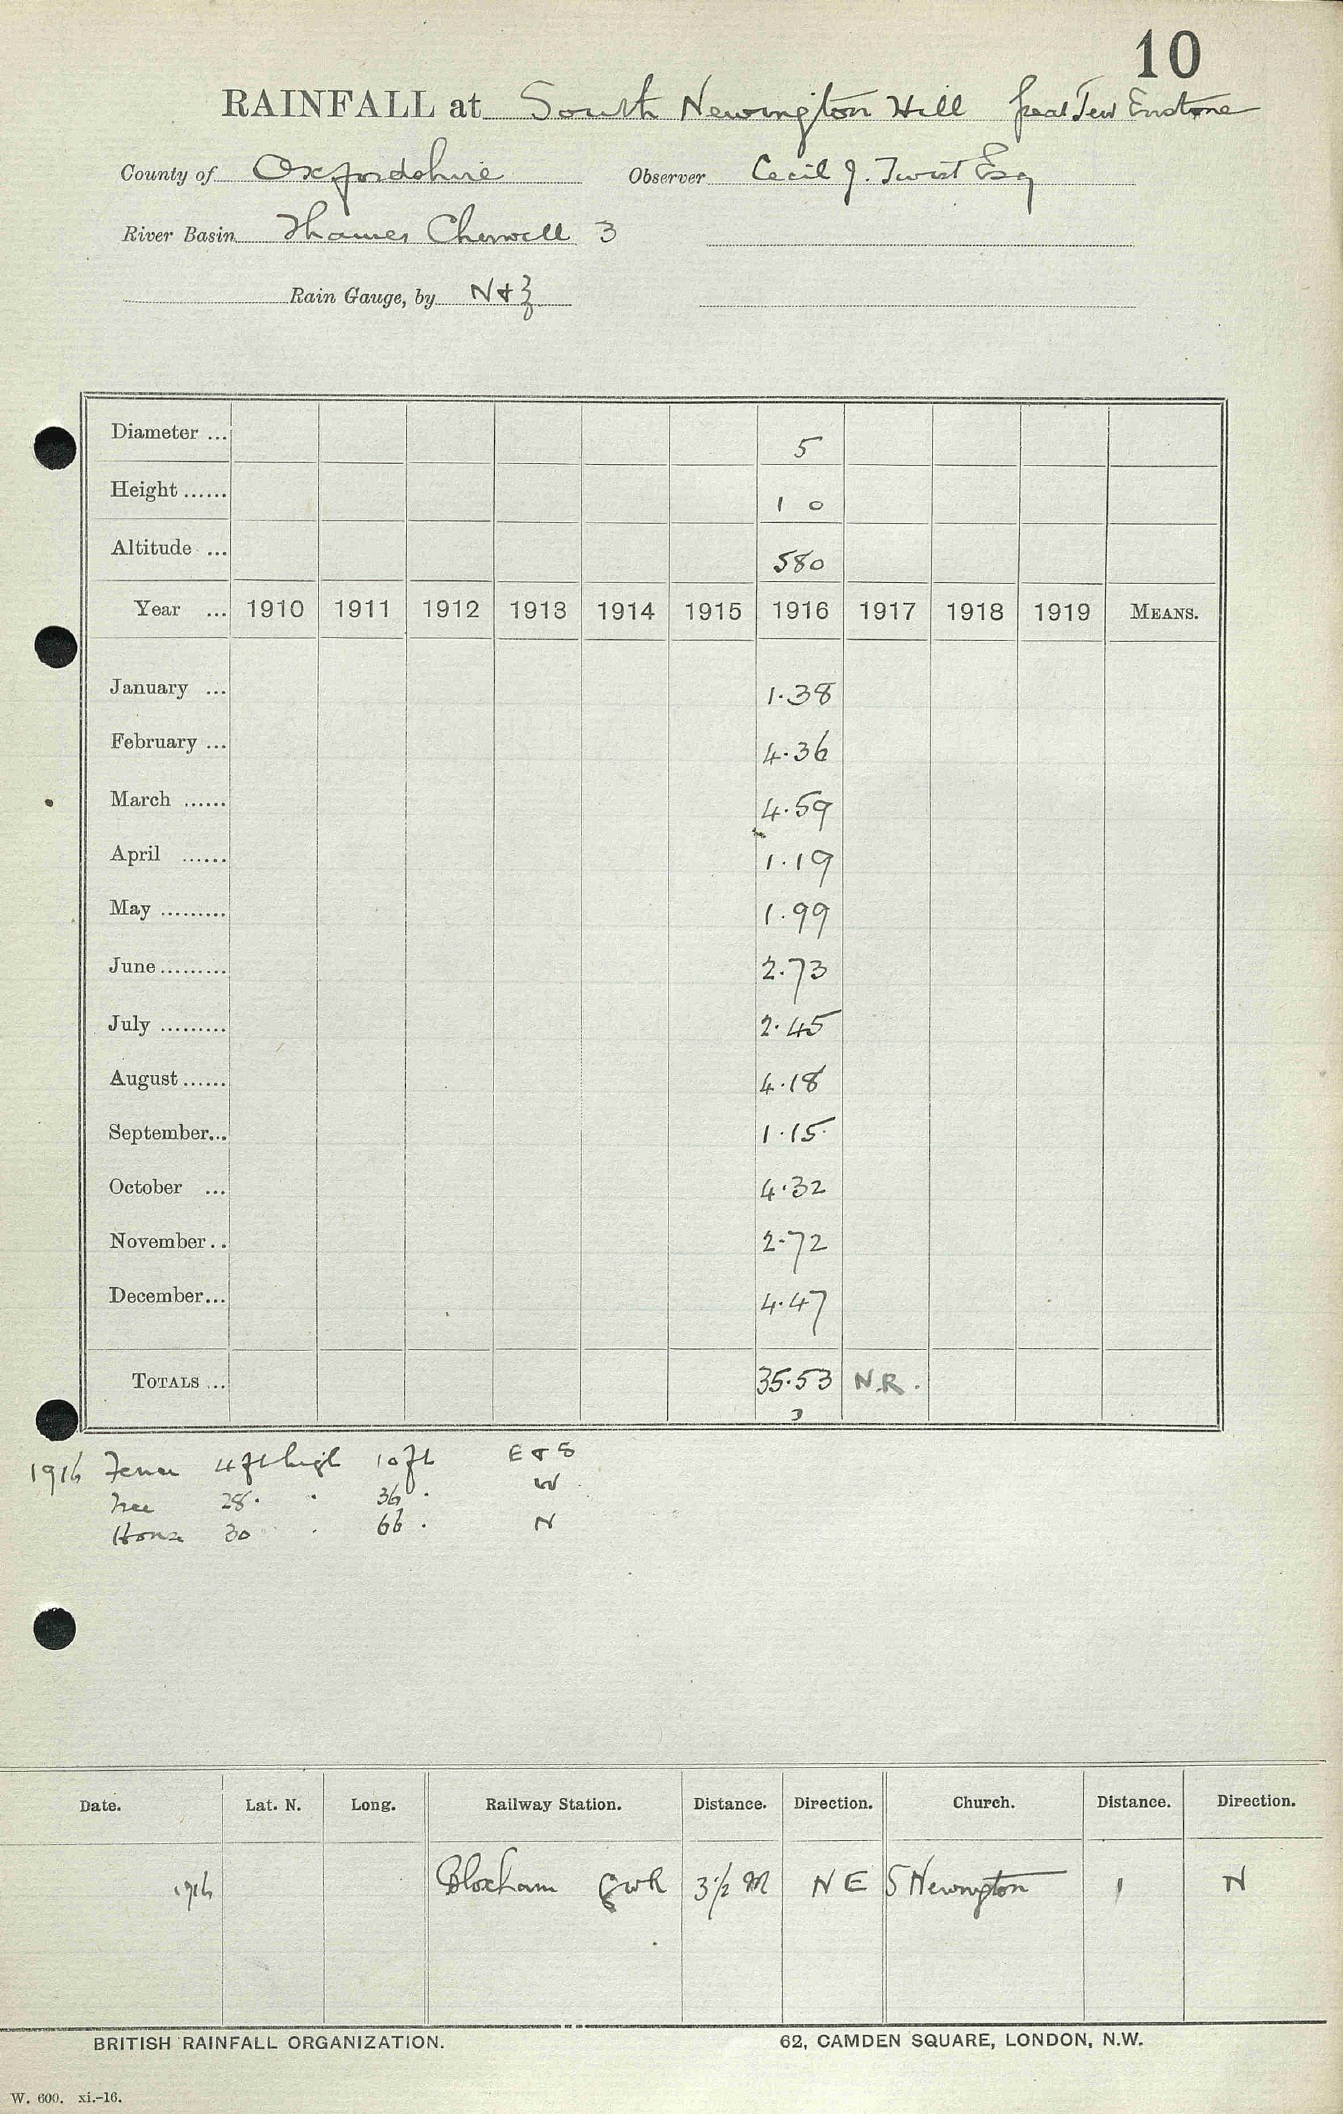 10
RAINFALL at South Newington Hill Great Tew Enstone
County of Oxfordshire Observer Cecil J. Twist Esq
River Basin Thames Cherwell 3
Rain Gauge, by N & Z
Diameter ... 5
Height ...... 1 0
Altitude ... 580
Year ... 1910 1911 1912 1913 1914 1915 1916 1917 1918 1919 MEANS.
January ... 1.38
February ... 4.36
March ...... 4.59
April ...... 1.19
May ......... 1.99
June ......... 2.73
July ......... 2.45
August ...... 4.18
September... 1.15
October ... 4.32
November .. 2.72
December... 4.47
TOTALS ... 35.53 N.R.
3
1916 Fence 4 ft high 10 ft E & S
Tree 28 . . 36 . W
House 30 . 66 . N
Date. Lat. N. Long. Railway Station. Distance. Direction. Church. Distance. Direction.
1916 Bloxham GWR 3½ M N E S Newington 1 N
BRITISH RAINFALL ORGANIZATION. 62, CAMDEN SQUARE, LONDON, N.W.
W. 600. xi.-16.